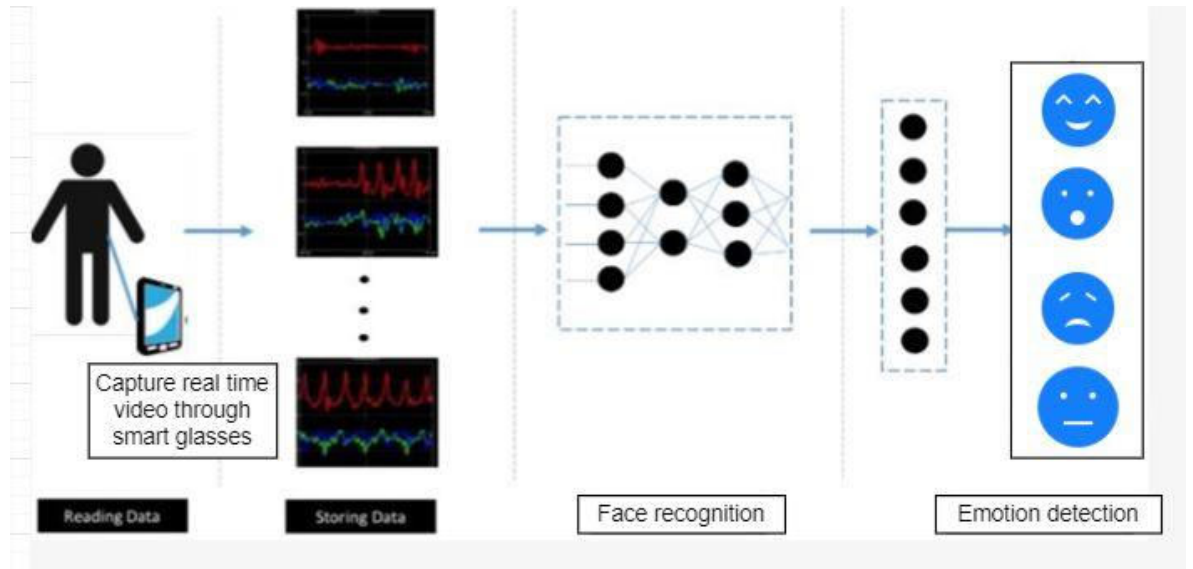 Capture real time
video through
smart glasses
Reading Data
Storing Data
Face recognition
Emotion detection